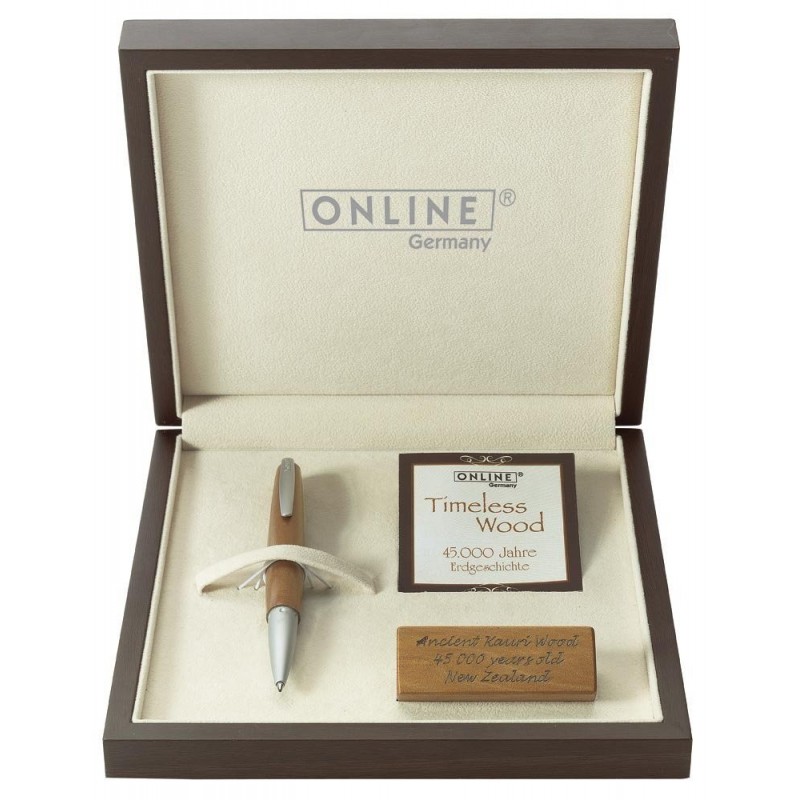 ONLINE®
Germany
ONLINE®
Germany
Timeless
Wood
45.000 Jahre
Erdgeschichte
Ancient Kauri Wood
45 000 years old
New Zealand